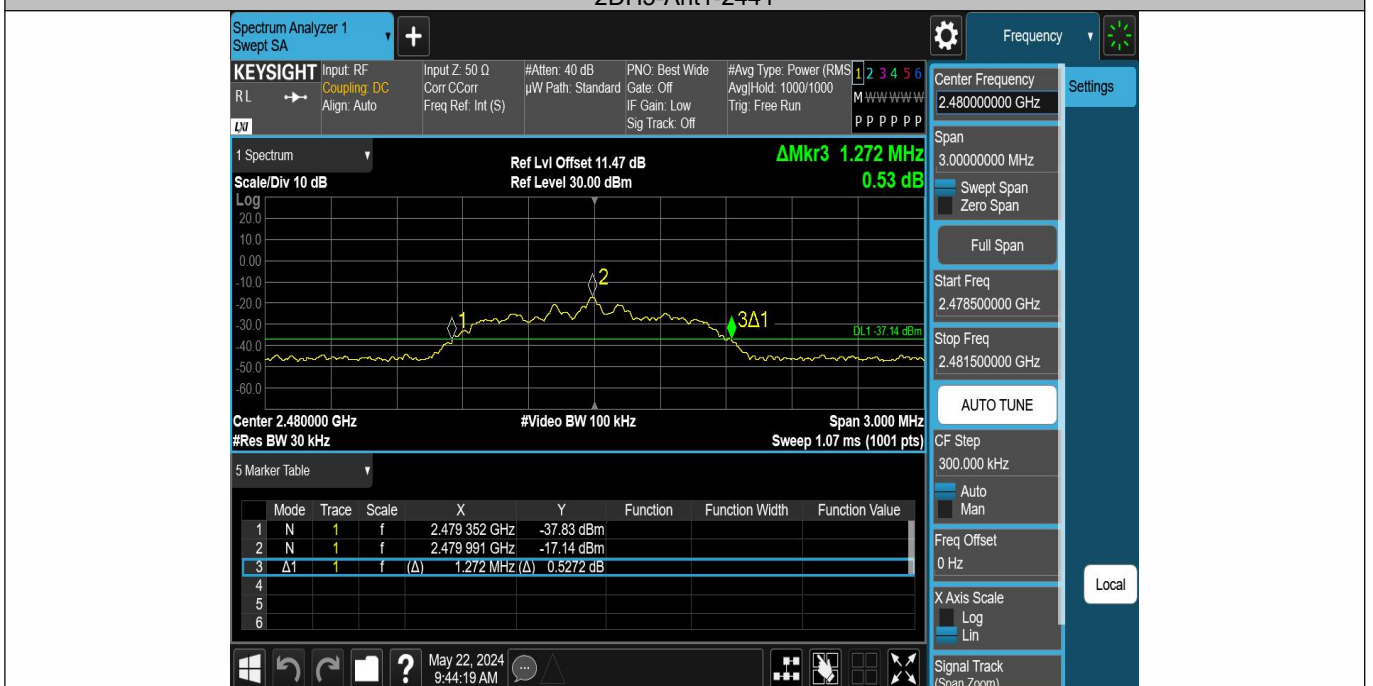 2DH5-Ant1-2441
Spectrum Analyzer 1
Swept SA
Frequency
KEYSIGHT
RL
LXI
Input: RF
Coupling: DC
Align: Auto
Input Z: 50 Ω
Corr CCorr
Freq Ref: Int (S)
#Atten: 40 dB
µW Path: Standard
PNO: Best Wide
Gate: Off
IF Gain: Low
Sig Track: Off
#Avg Type: Power (RMS
Avg|Hold: 1000/1000
Trig: Free Run
1 2 3 4 5 6
M W W W W W
P P P P P P
1 Spectrum
Scale/Div 10 dB
Ref Lvl Offset 11.47 dB
Ref Level 30.00 dBm
ΔMkr3 1.272 MHz
0.53 dB
Log
20.0
10.0
0.00
-10.0
-20.0
-30.0
-40.0
-50.0
-60.0
1
2
3Δ1
DL1 -37.14 dBm
Center 2.480000 GHz
#Video BW 100 kHz
Span 3.000 MHz
#Res BW 30 kHz
Sweep 1.07 ms (1001 pts)
5 Marker Table
Mode Trace Scale X Y Function Function Width Function Value
1 N 1 f 2.479 352 GHz -37.83 dBm
2 N 1 f 2.479 991 GHz -17.14 dBm
3 Δ1 1 f (Δ) 1.272 MHz (Δ) 0.5272 dB
4
5
6
May 22, 2024
9:44:19 AM
Center Frequency
2.480000000 GHz
Settings
Span
3.00000000 MHz
Swept Span
Zero Span
Full Span
Start Freq
2.478500000 GHz
Stop Freq
2.481500000 GHz
AUTO TUNE
CF Step
300.000 kHz
Auto
Man
Freq Offset
0 Hz
X Axis Scale
Log
Lin
Local
Signal Track
(Span Zoom)